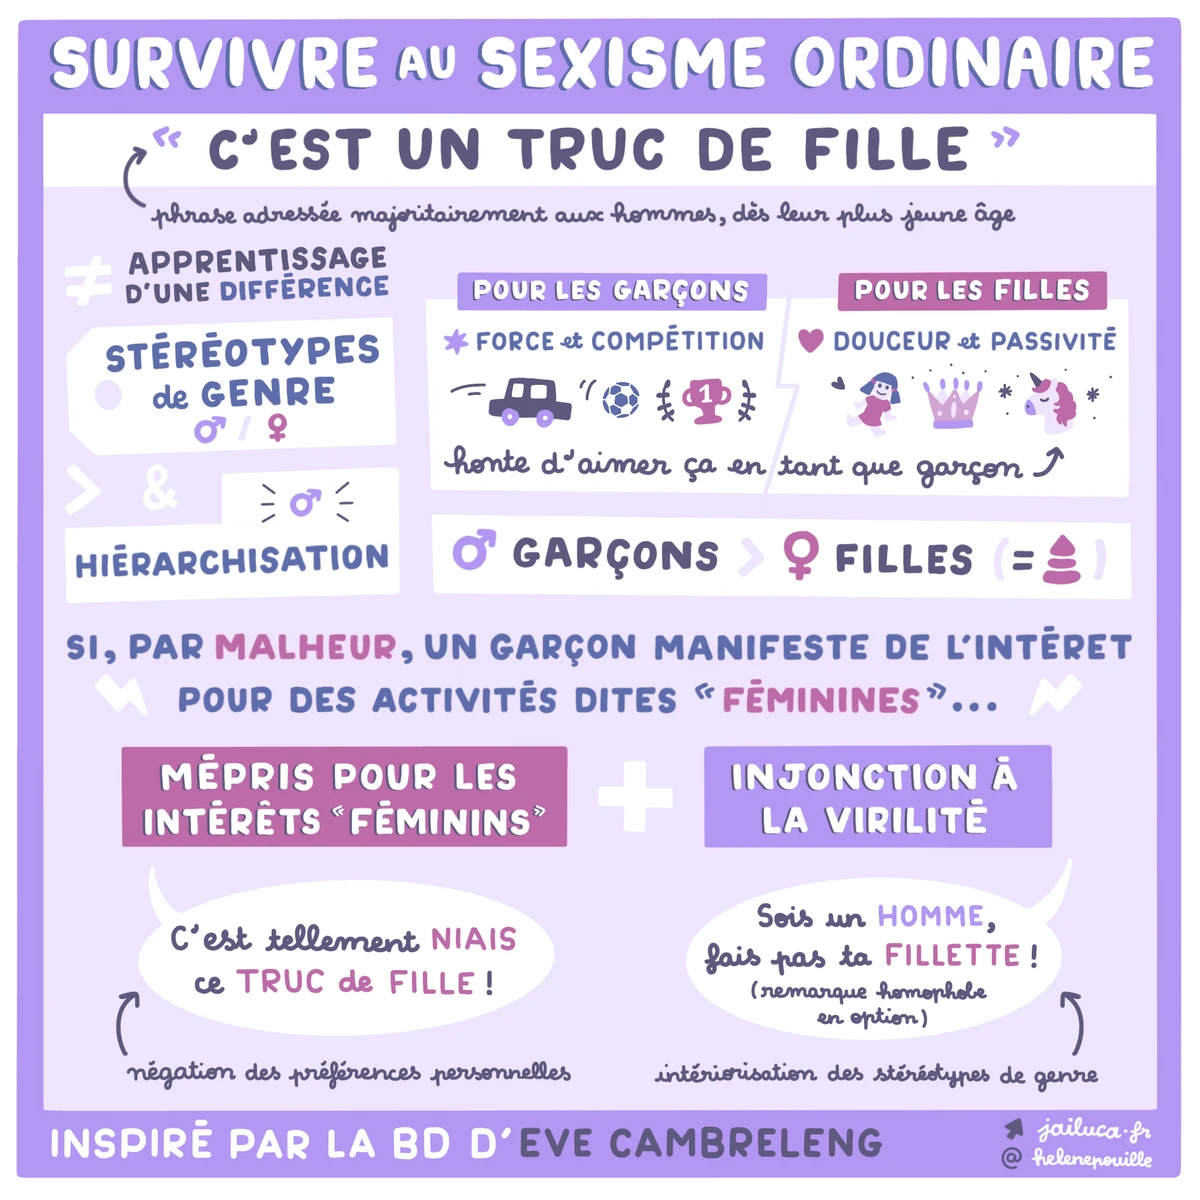 SURVIVRE AU SEXISME ORDINAIRE
« C'EST UN TRUC DE FILLE »
phrase adressée majoritairement aux hommes, dès leur plus jeune âge
≠ APPRENTISSAGE
D'UNE DIFFÉRENCE
STÉRÉOTYPES
de GENRE
♂ / ♀
> &
♂
HIÉRARCHISATION
POUR LES GARÇONS
FORCE et COMPÉTITION
1
POUR LES FILLES
DOUCEUR et PASSIVITÉ
honte d'aimer ça en tant que garçon
♂ GARÇONS > ♀ FILLES (= )
SI, PAR MALHEUR, UN GARÇON MANIFESTE DE L'INTÉRET
POUR DES ACTIVITÉS DITES "FÉMININES"...
MÉPRIS POUR LES
INTÉRÊTS "FÉMININS"
+
INJONCTION À
LA VIRILITÉ
C'est tellement NIAIS
ce TRUC de FILLE !
négation des préférences personnelles
Sois un HOMME,
fais pas ta FILLETTE !
(remarque homophobe
en option)
intériorisation des stéréotypes de genre
INSPIRÉ PAR LA BD D'EVE CAMBRELENG
jailuca.fr
@ helenepouille